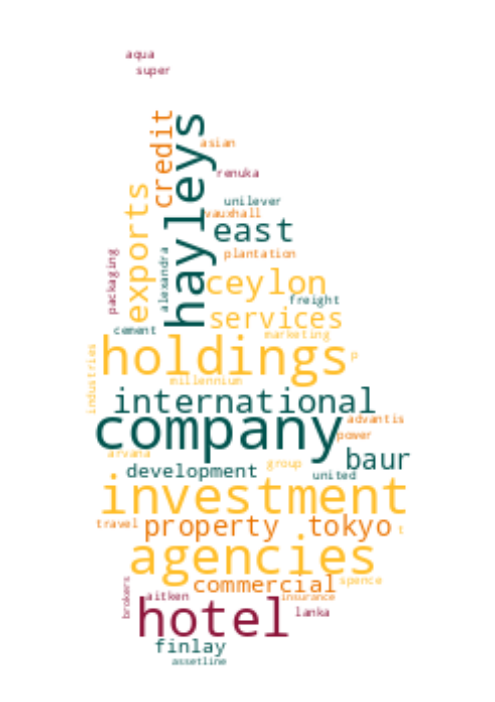 aqua
super
credit
hayleys
asian
renuka
exports
unilever
vauxhall
east
plantation
packaging
alexandra
ceylon
freight
services
cement
marketing
holdings
p
industries
millennium
international
company
advantis
power
arvana
baur
group
development
united
investment
travel
property
tokyo
t
agencies
commercial
spence
brokers
aitken
insurance
hotel
lanka
finlay
assetline